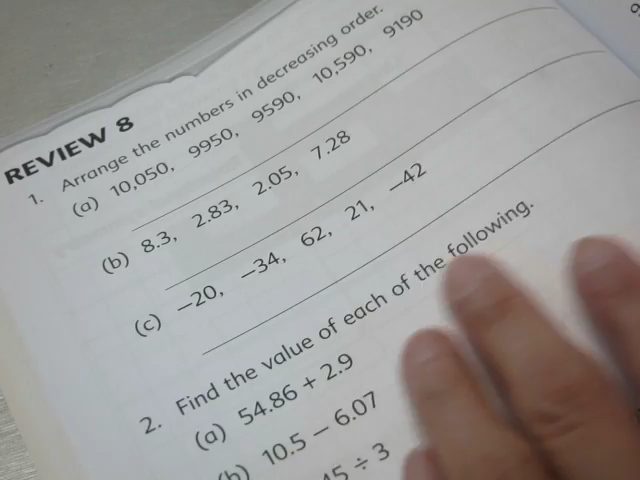 REVIEW 8
1. Arrange the numbers in decreasing order.
(a) 10,050, 9950, 9590, 10,590, 9190
(b) 8.3, 2.83, 2.05, 7.28
(c) −20, −34, 62, 21, −42
2. Find the value of each of the following.
(a) 54.86 + 2.9
(b) 10.5 − 6.07
÷ 3